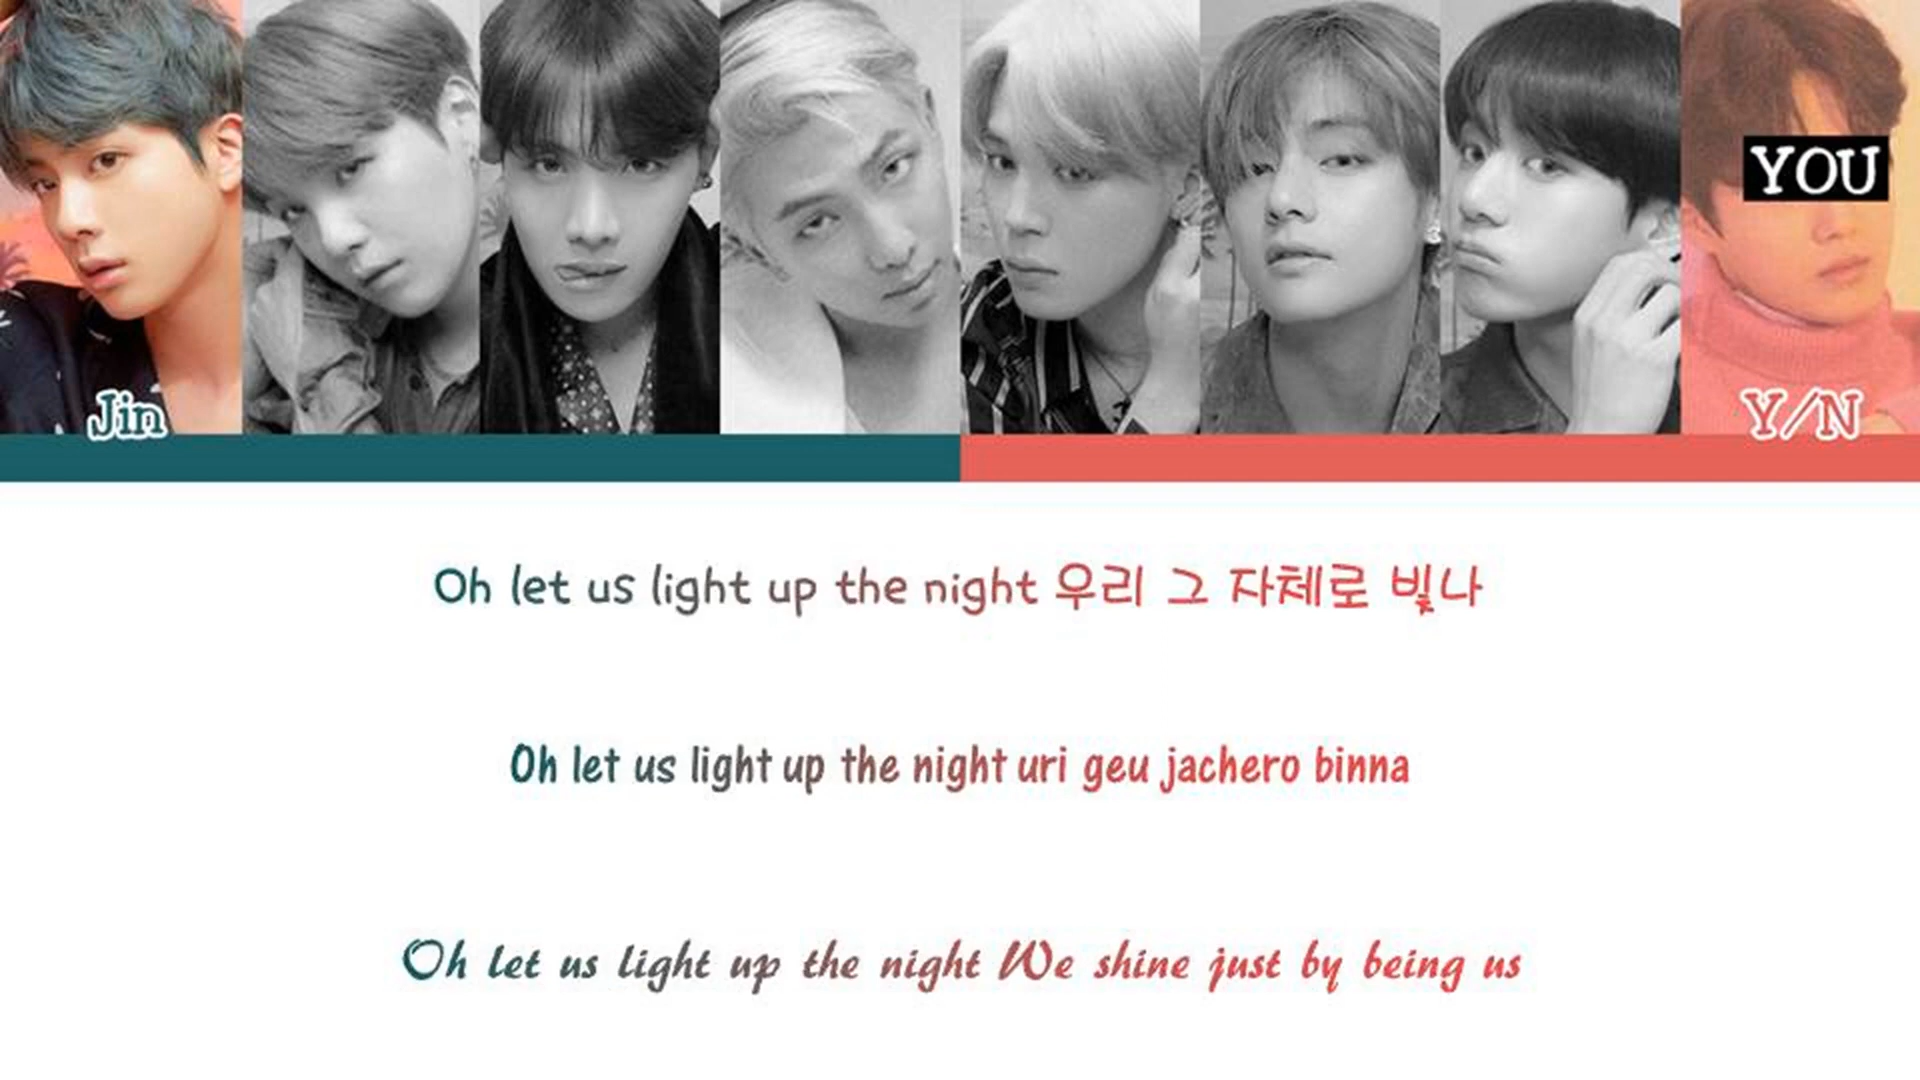 YOU
Jin
Y/N
Oh let us light up the night 우리 그 자체로 빛나
Oh let us light up the night uri geu jachero binna
Oh let us light up the night We shine just by being us